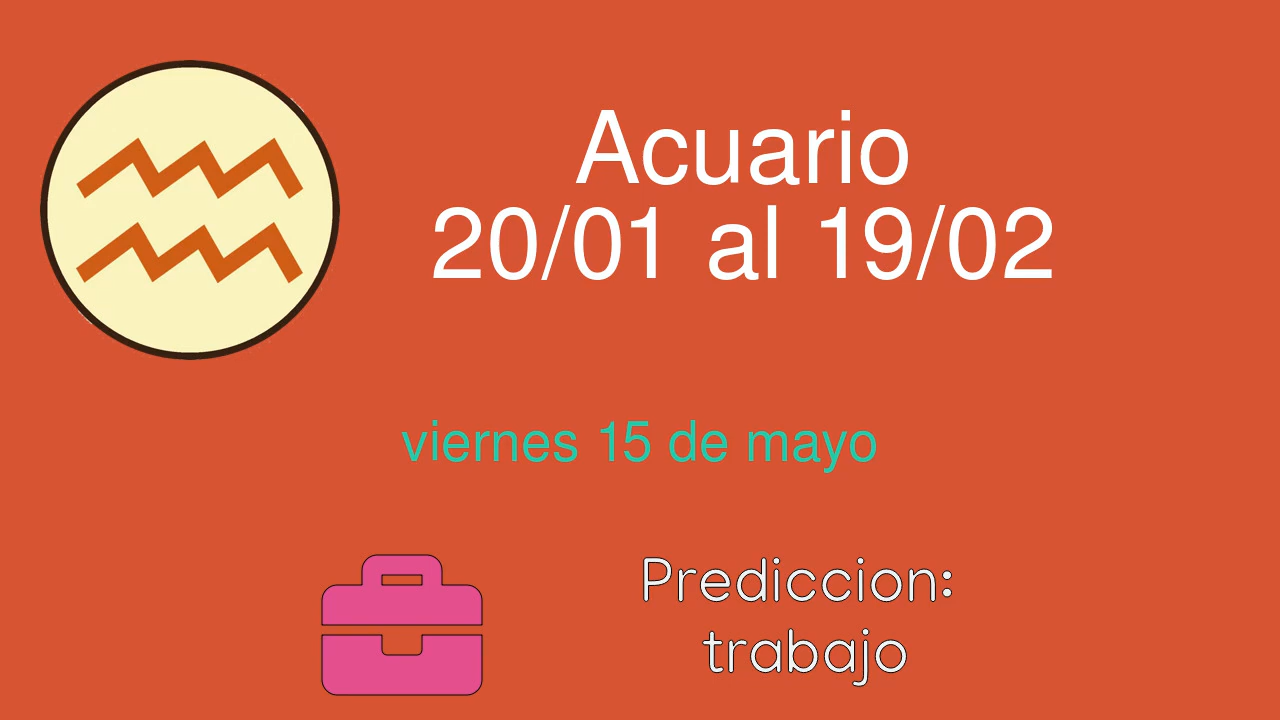 Acuario
20/01 al 19/02
viernes 15 de mayo
Prediccion:
trabajo